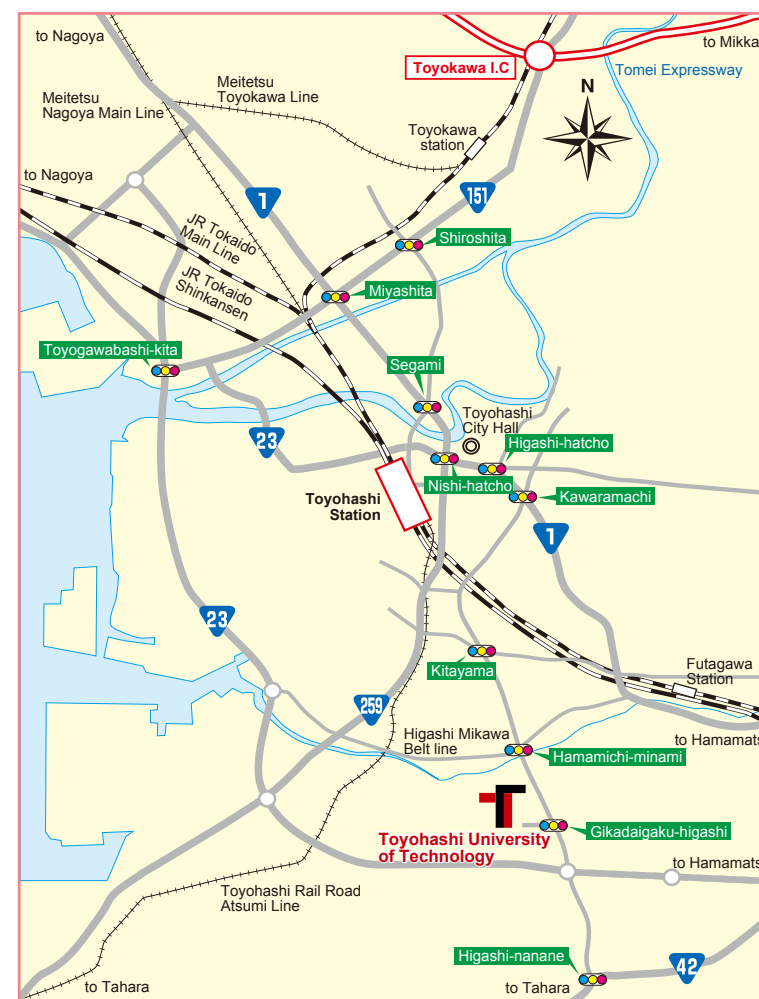 to Nagoya
to Mikka
Toyokawa I.C
Tomei Expressway
Meitetsu
Toyokawa Line
Meitetsu
Nagoya Main Line
N
Toyokawa
station
to Nagoya
1
151
JR Tokaido
Main Line
Shiroshita
JR Tokaido
Shinkansen
Miyashita
Toyogawabashi-kita
Segami
Toyohashi
City Hall
23
Higashi-hatcho
Nishi-hatcho
Toyohashi
Station
Kawaramachi
1
23
Kitayama
Futagawa
Station
259
Higashi Mikawa
Belt line
to Hamamats
Hamamichi-minami
Toyohashi University
of Technology
Gikadaigaku-higashi
to Hamamats
Toyohashi Rail Road
Atsumi Line
Higashi-nanane
42
to Tahara
to Tahara